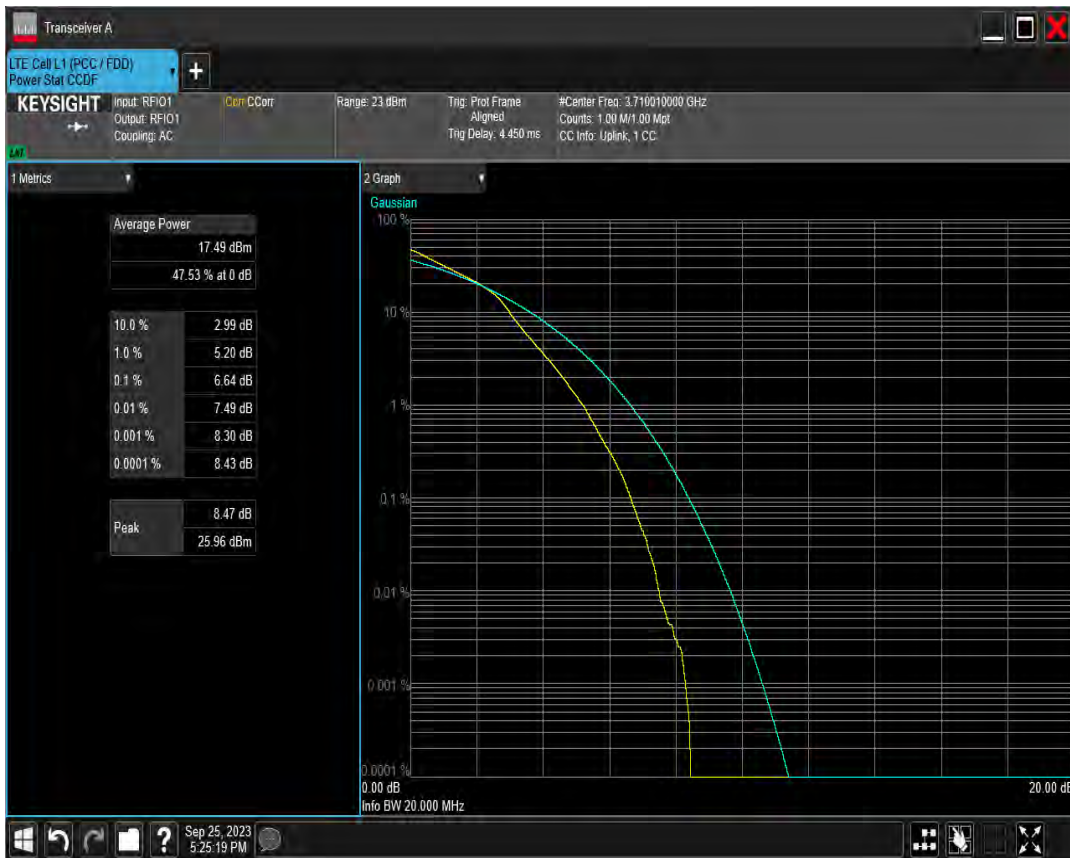 Transceiver A
LTE Cell L1 (PCC / FDD)
Power Stat CCDF
KEYSIGHT
Input: RFIO1
Output: RFIO1
Coupling: AC
Corr CCorr
Range: 23 dBm
Trig: Prot Frame
Aligned
Trig Delay: 4.450 ms
#Center Freq: 3.710010000 GHz
Counts: 1.00 M/1.00 Mpt
CC Info: Uplink, 1 CC
1 Metrics
Average Power
17.49 dBm
47.53 % at 0 dB
10.0 % 2.99 dB
1.0 % 5.20 dB
0.1 % 6.64 dB
0.01 % 7.49 dB
0.001 % 8.30 dB
0.0001 % 8.43 dB
Peak
8.47 dB
25.96 dBm
2 Graph
Gaussian
100 %
10 %
1 %
0.1 %
0.01 %
0.001 %
0.0001 %
0.00 dB
20.00 dB
Info BW 20.000 MHz
Sep 25, 2023
5:25:19 PM